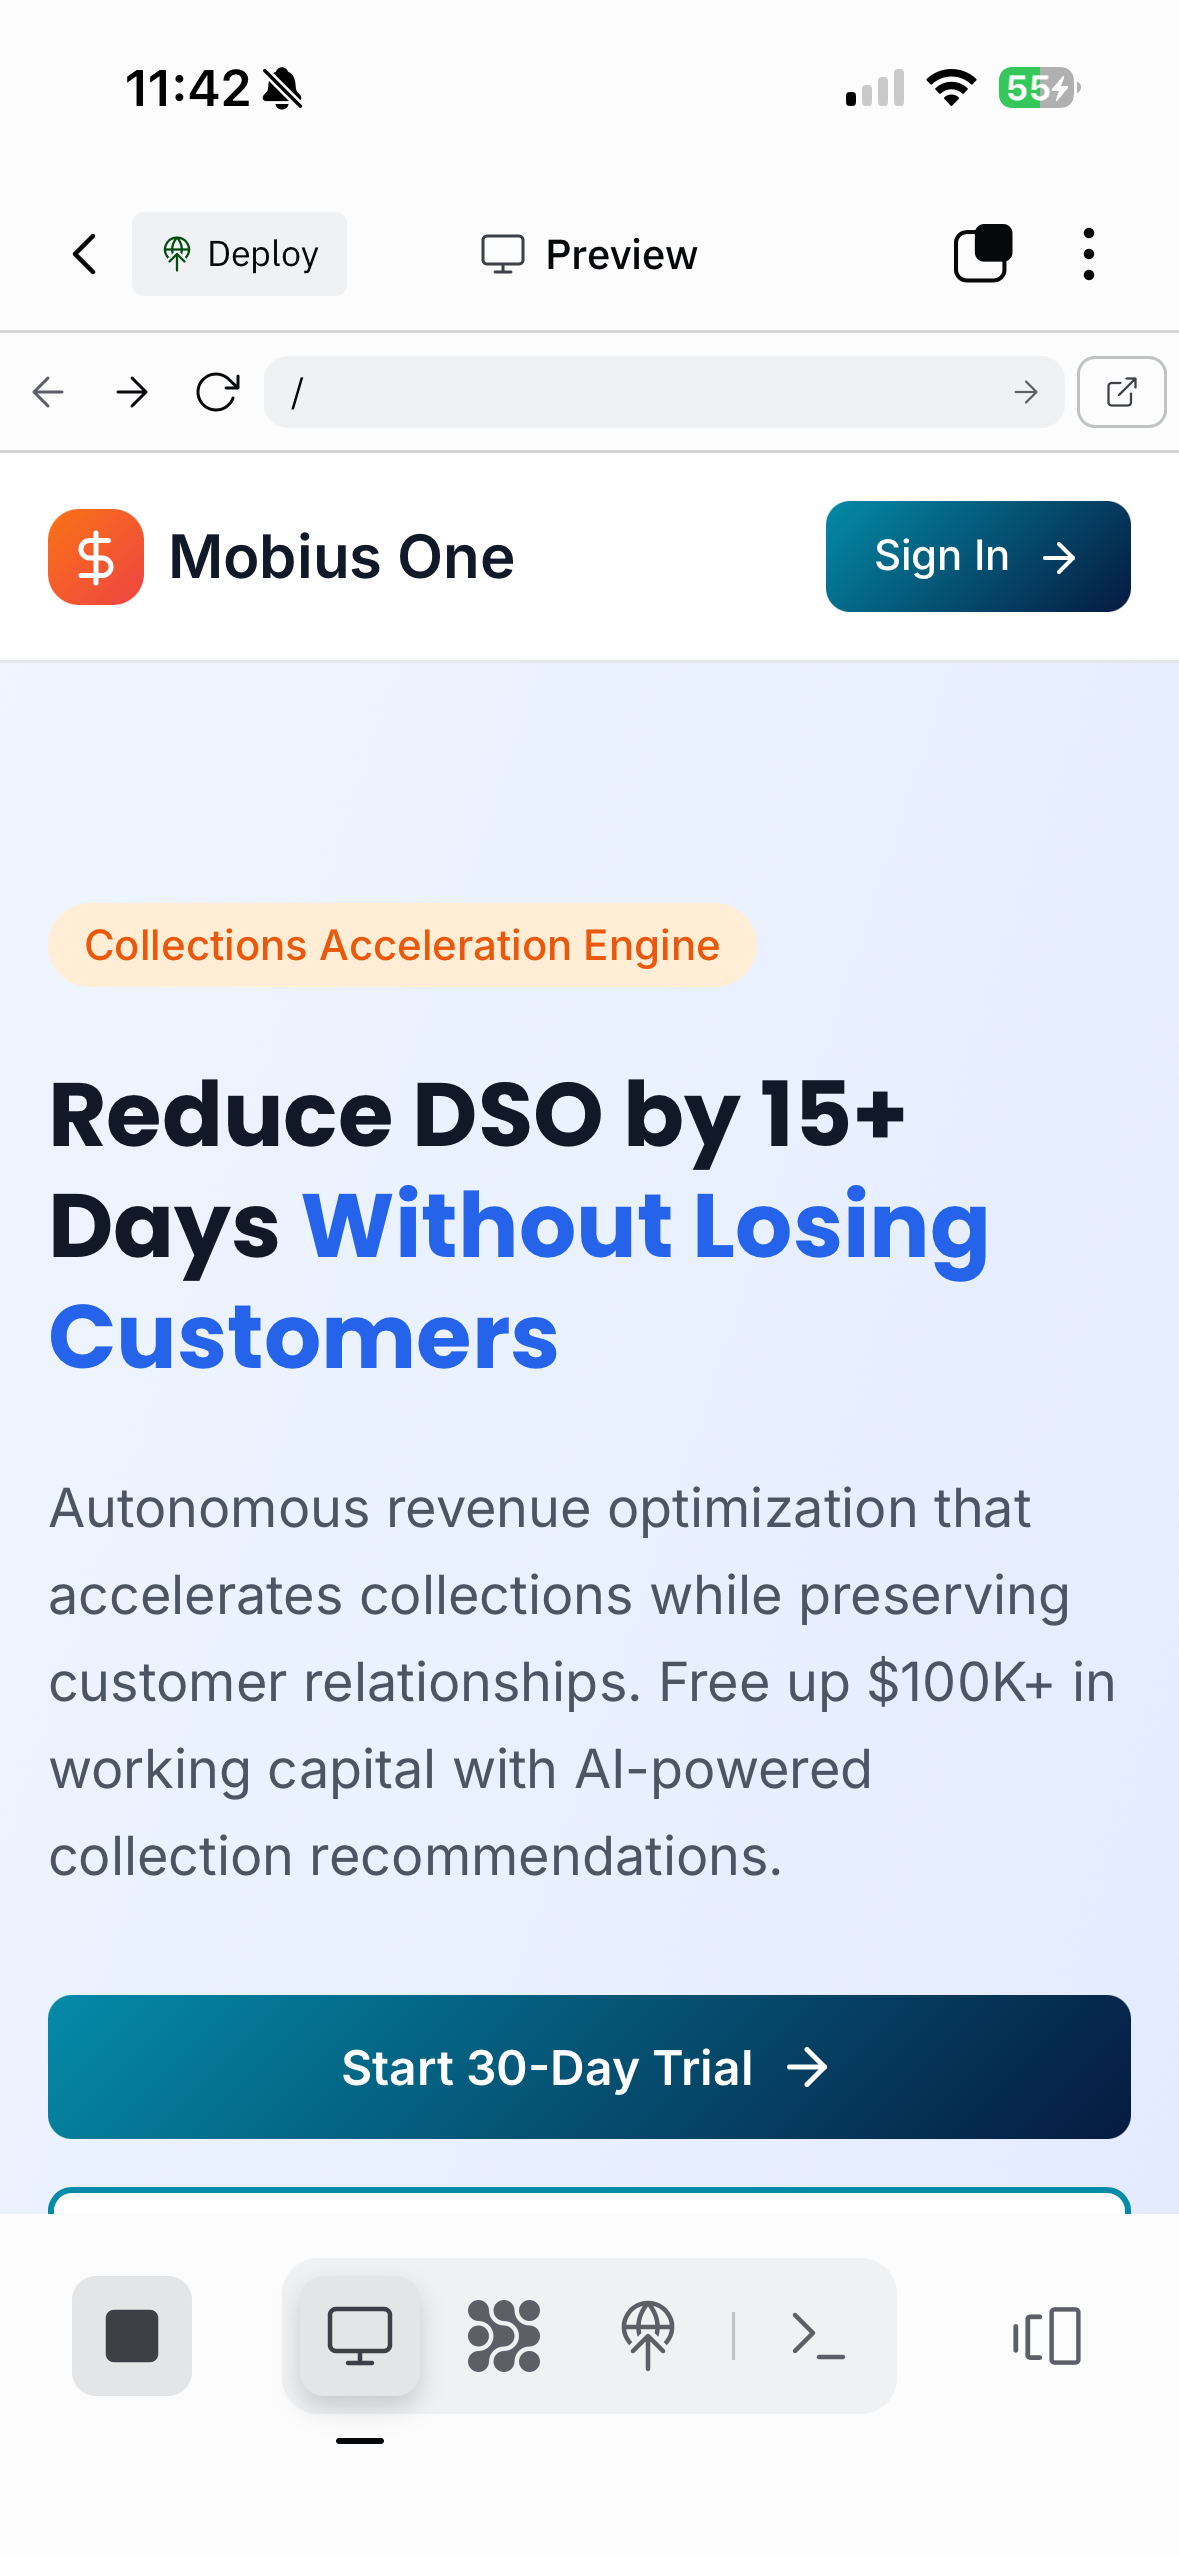 11:42
55
Deploy
Preview
/
Mobius One
Sign In
Collections Acceleration Engine
Reduce DSO by 15+
Days Without Losing
Customers
Autonomous revenue optimization that
accelerates collections while preserving
customer relationships. Free up $100K+ in
working capital with AI-powered
collection recommendations.
Start 30-Day Trial